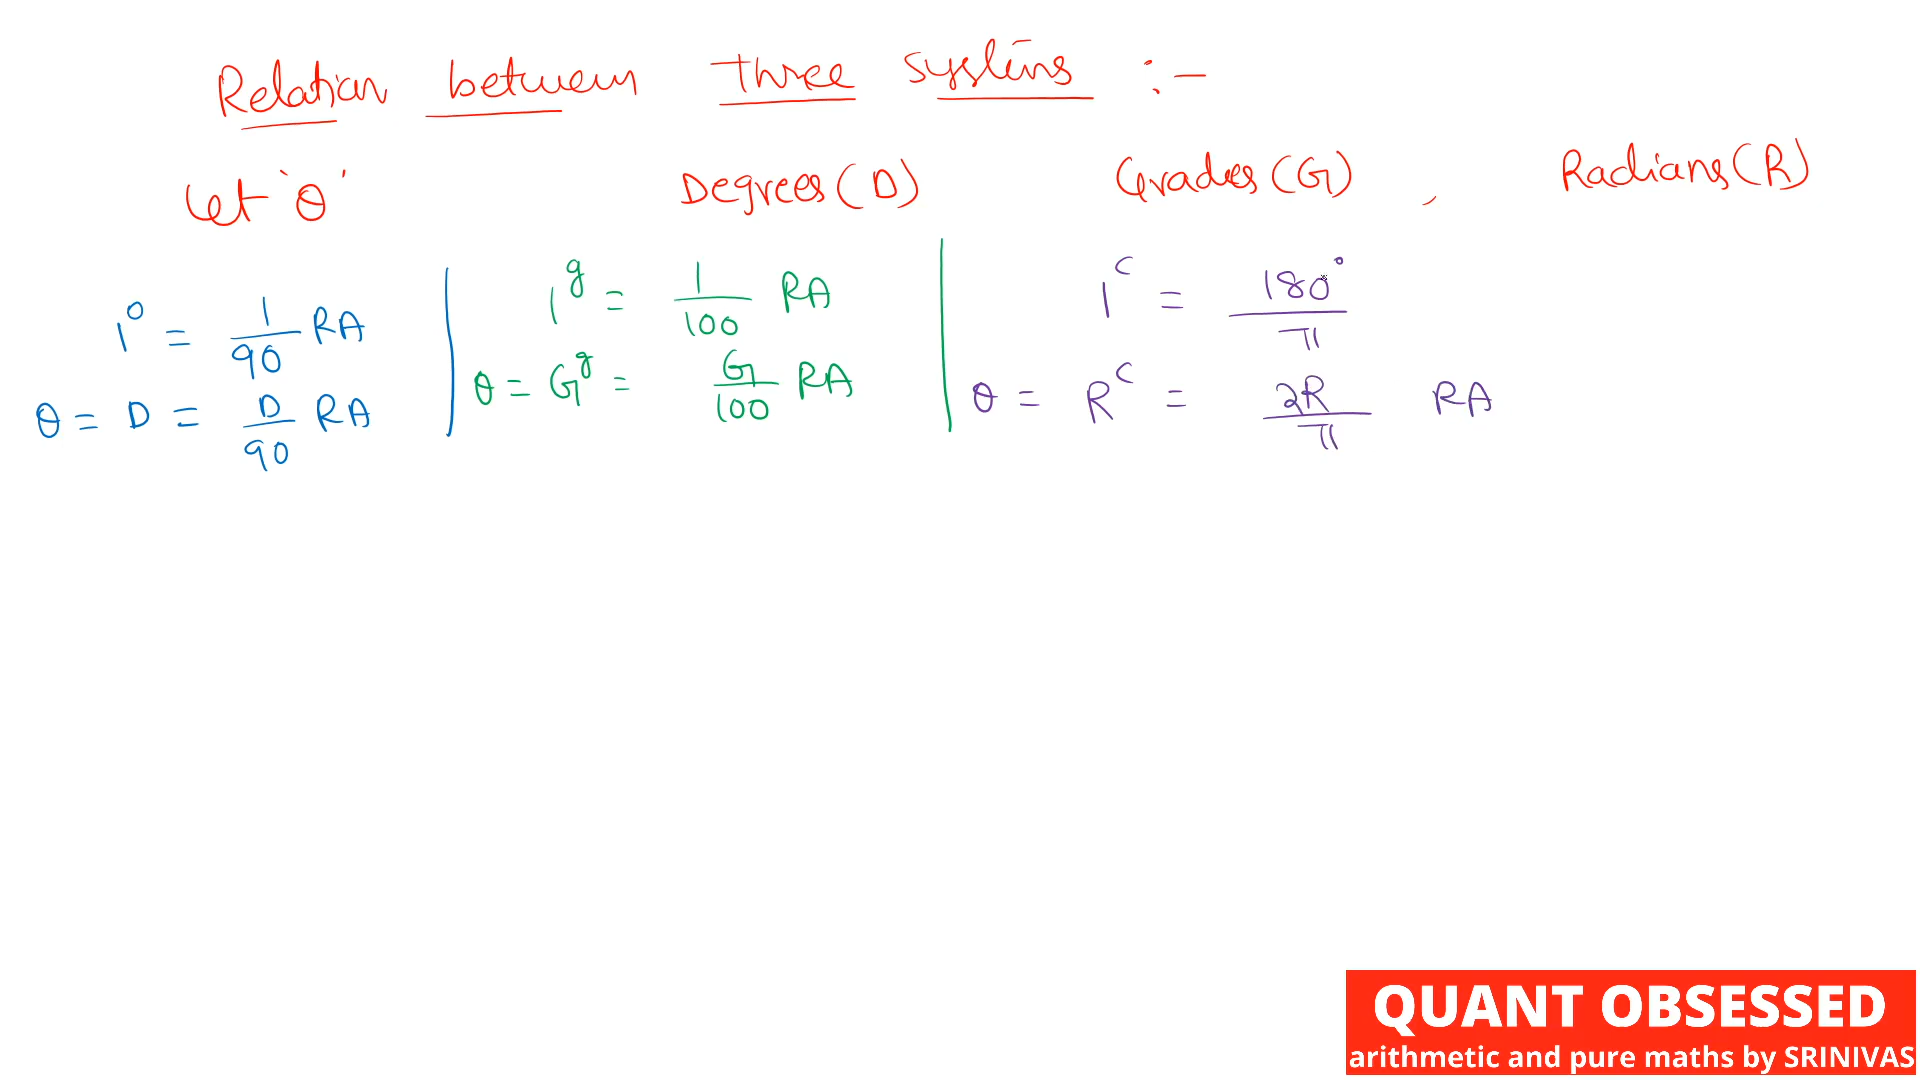 Relation between three systems :-
Let 'θ' Degrees (D) Grades (G) , Radians (R)
1° = 1/90 RA
θ = D = D/90 RA
1^g = 1/100 RA
θ = G^g = G/100 RA
1^c = 180°/π
θ = R^c = 2R/π RA
QUANT OBSESSED
arithmetic and pure maths by SRINIVAS